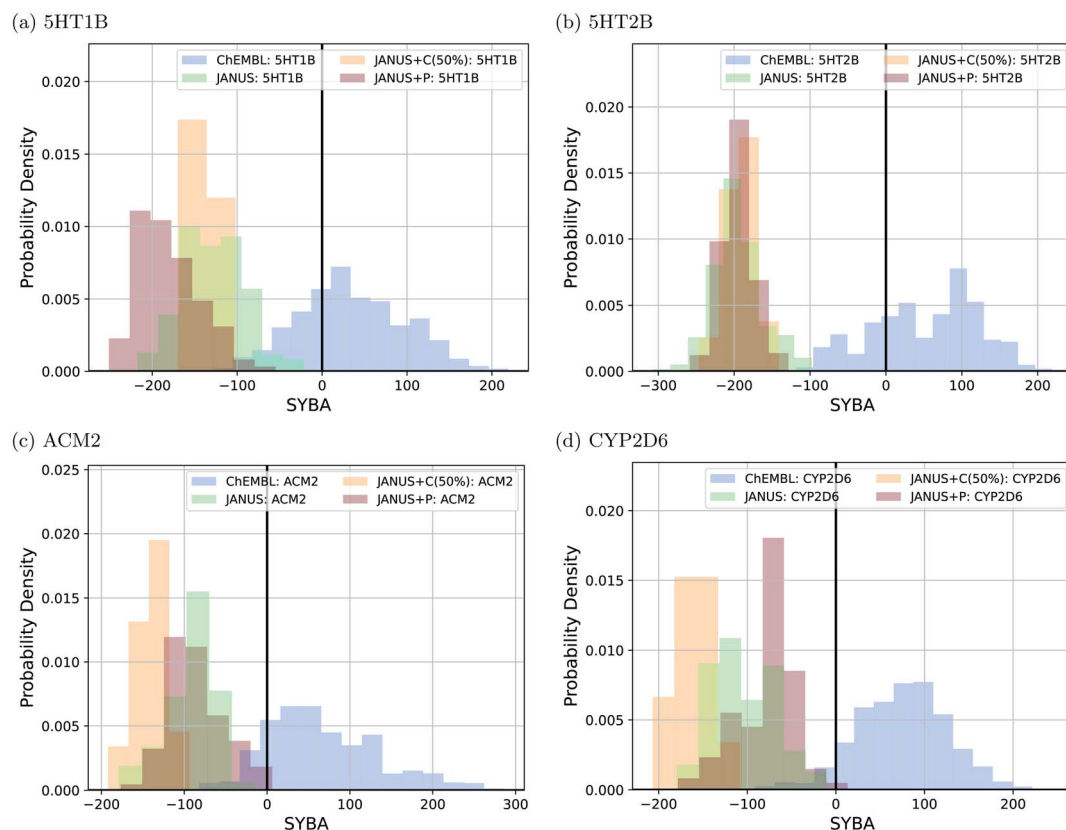 (a) 5HT1B
ChEMBL: 5HT1B
JANUS: 5HT1B
JANUS+C(50%): 5HT1B
JANUS+P: 5HT1B
Probability Density
0.020
0.015
0.010
0.005
0.000
−200 −100 0 100 200
SYBA
(b) 5HT2B
ChEMBL: 5HT2B
JANUS: 5HT2B
JANUS+C(50%): 5HT2B
JANUS+P: 5HT2B
Probability Density
0.020
0.015
0.010
0.005
0.000
−300 −200 −100 0 100 200
SYBA
(c) ACM2
ChEMBL: ACM2
JANUS: ACM2
JANUS+C(50%): ACM2
JANUS+P: ACM2
Probability Density
0.025
0.020
0.015
0.010
0.005
0.000
−200 −100 0 100 200 300
SYBA
(d) CYP2D6
ChEMBL: CYP2D6
JANUS: CYP2D6
JANUS+C(50%): CYP2D6
JANUS+P: CYP2D6
Probability Density
0.020
0.015
0.010
0.005
0.000
−200 −100 0 100 200
SYBA